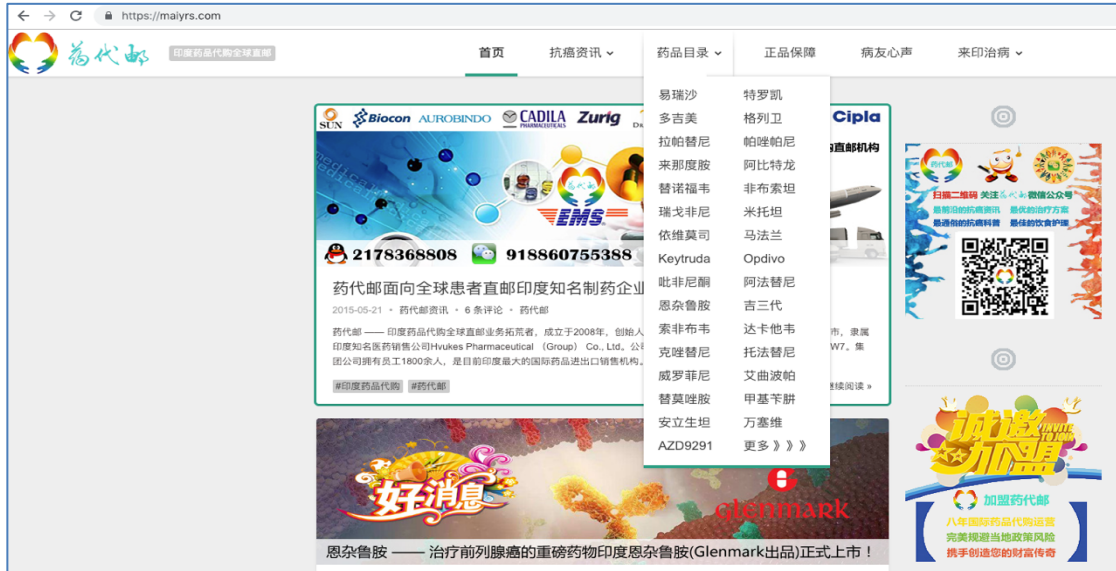 https://maiyrs.com
药代邮
印度药品代购全球直邮
首页 抗癌资讯 药品目录 正品保障 病友心声 来印治病
易瑞沙 特罗凯
多吉美 格列卫
拉帕替尼 帕唑帕尼
来那度胺 阿比特龙
替诺福韦 非布索坦
瑞戈非尼 米托坦
依维莫司 马法兰
Keytruda Opdivo
吡非尼酮 阿法替尼
恩杂鲁胺 吉三代
索非布韦 达卡他韦
克唑替尼 托法替尼
威罗菲尼 艾曲波帕
替莫唑胺 甲基苄肼
安立生坦 万塞维
AZD9291 更多》》》
SUN Biocon AUROBINDO CADILA PHARMACEUTICALS Zurig Cipla
直邮机构
药代邮
EMS
2178368808 918860755388
药代邮面向全球患者直邮印度知名制药企业
2015-05-21 • 药代邮资讯 • 6 条评论 • 药代邮
药代邮 —— 印度药品代购全球直邮业务拓荒者，成立于2008年，创始人 市，隶属
印度知名医药销售公司Hvukes Pharmaceutical （Group） Co., Ltd。公司 W7。集
团公司拥有员工1800余人，是目前印度最大的国际药品进出口销售机构。
#印度药品代购 #药代邮 继续阅读 »
好消息
glenmark
恩杂鲁胺 —— 治疗前列腺癌的重磅药物印度恩杂鲁胺(Glenmark出品)正式上市！
药代邮
扫描二维码 关注药代邮微信公众号
最前沿的抗癌资讯 最优的治疗方案
最通俗的抗癌科普 最佳的饮食护理
诚邀加盟
INVITE TO JOIN
加盟药代邮
八年国际药品代购运营
完美规避当地政策风险
携手创造您的财富传奇